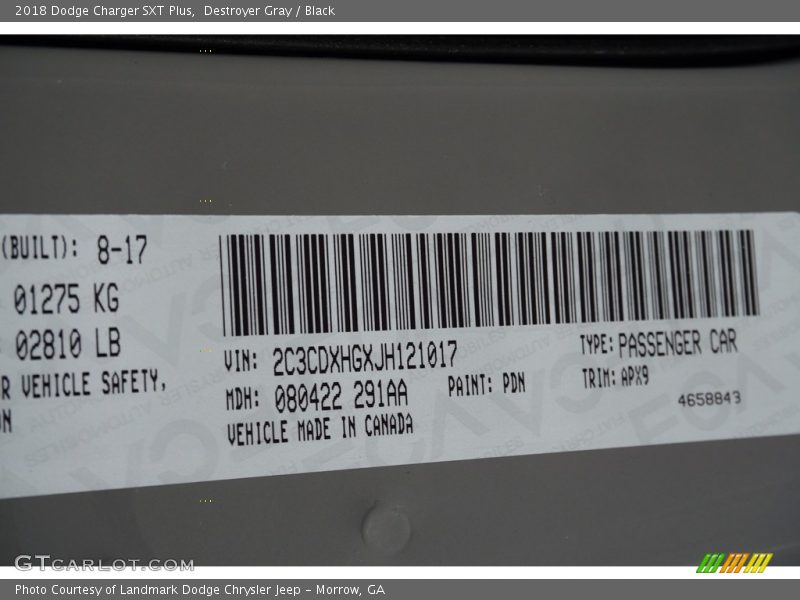 2018 Dodge Charger SXT Plus, Destroyer Gray / Black
(BUILT): 8-17
01275 KG
02810 LB
R VEHICLE SAFETY,
VIN: 2C3CDXHGXJH121017
TYPE: PASSENGER CAR
MDH: 080422 291AA
PAINT: PDN
TRIM: APX9
VEHICLE MADE IN CANADA
4658843
GTCARLOT.COM
Photo Courtesy of Landmark Dodge Chrysler Jeep - Morrow, GA